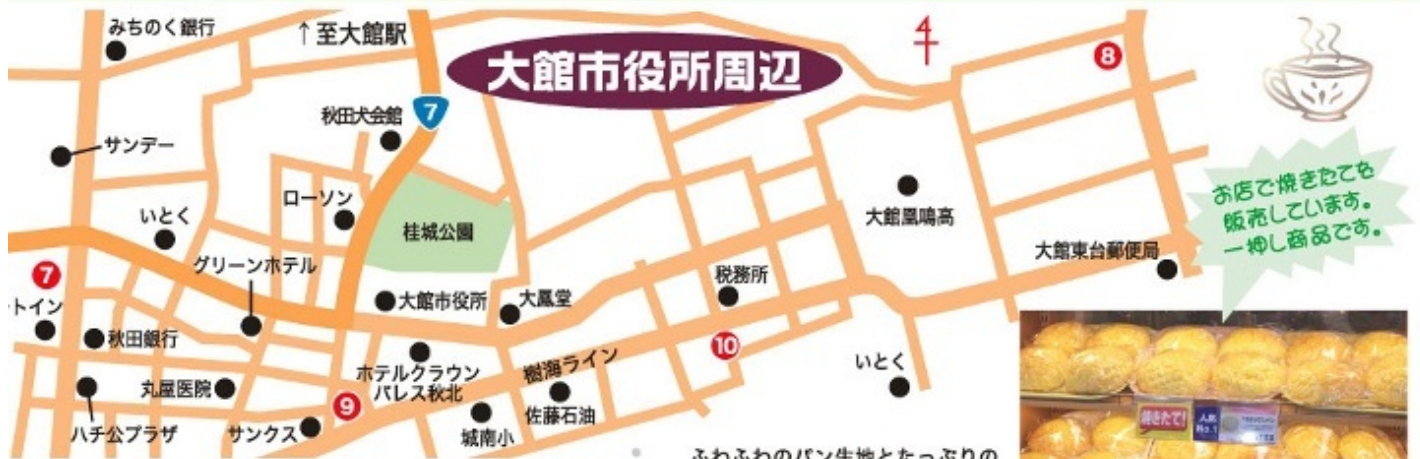 みちのく銀行
↑至大館駅
大館市役所周辺
4
8
7
秋田犬会館
サンデー
お店で焼きたてを
販売しています。
一押し商品です。
ローソン
いとく
桂城公園
大館鳳鳴高
大館東台郵便局
グリーンホテル
税務所
7
トイン
大館市役所
大鳳堂
秋田銀行
10
いとく
ホテルクラウン
パレス秋北
樹海ライン
丸屋医院
佐藤石油
9
ハチ公プラザ
サンクス
城南小
焼きたて!
人気
No.1
ふわふわのパン生地とたっぷりの